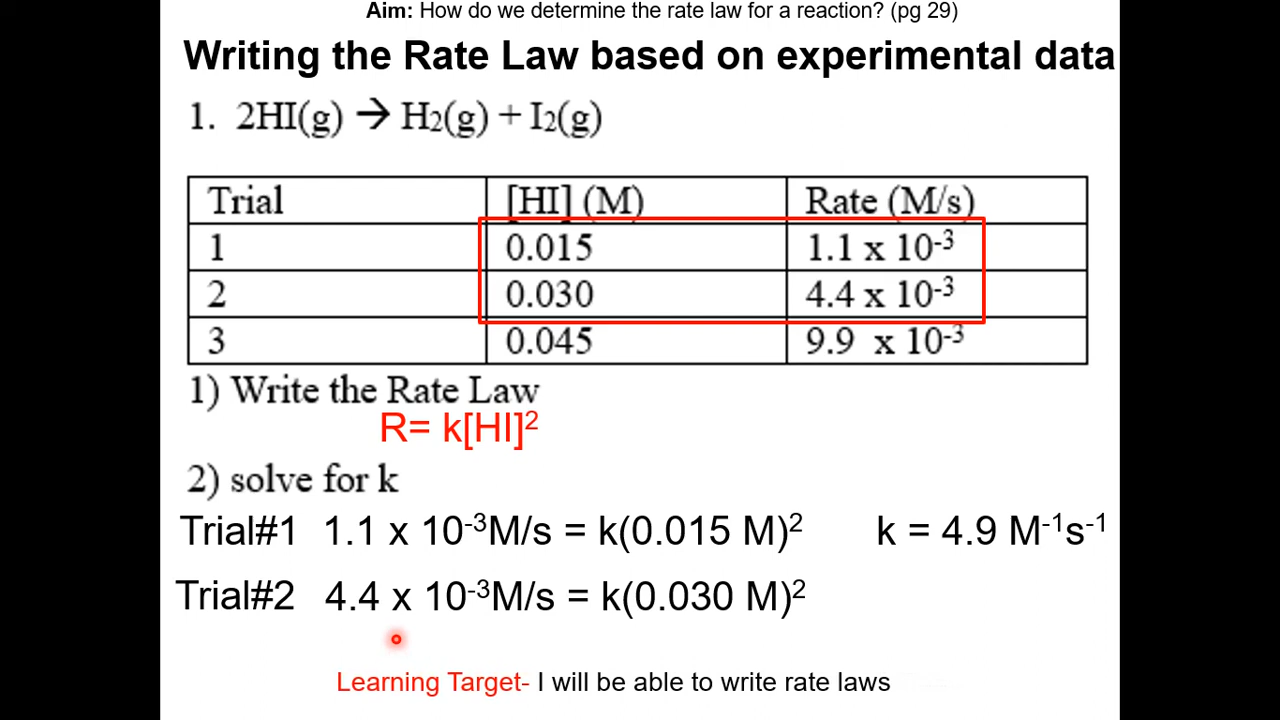 Aim: How do we determine the rate law for a reaction? (pg 29)
Writing the Rate Law based on experimental data
1. 2HI(g) → H₂(g) + I₂(g)
Trial [HI] (M) Rate (M/s)
1 0.015 1.1 x 10⁻³
2 0.030 4.4 x 10⁻³
3 0.045 9.9 x 10⁻³
1) Write the Rate Law
R= k[HI]²
2) solve for k
Trial#1 1.1 x 10⁻³M/s = k(0.015 M)² k = 4.9 M⁻¹s⁻¹
Trial#2 4.4 x 10⁻³M/s = k(0.030 M)²
Learning Target- I will be able to write rate laws